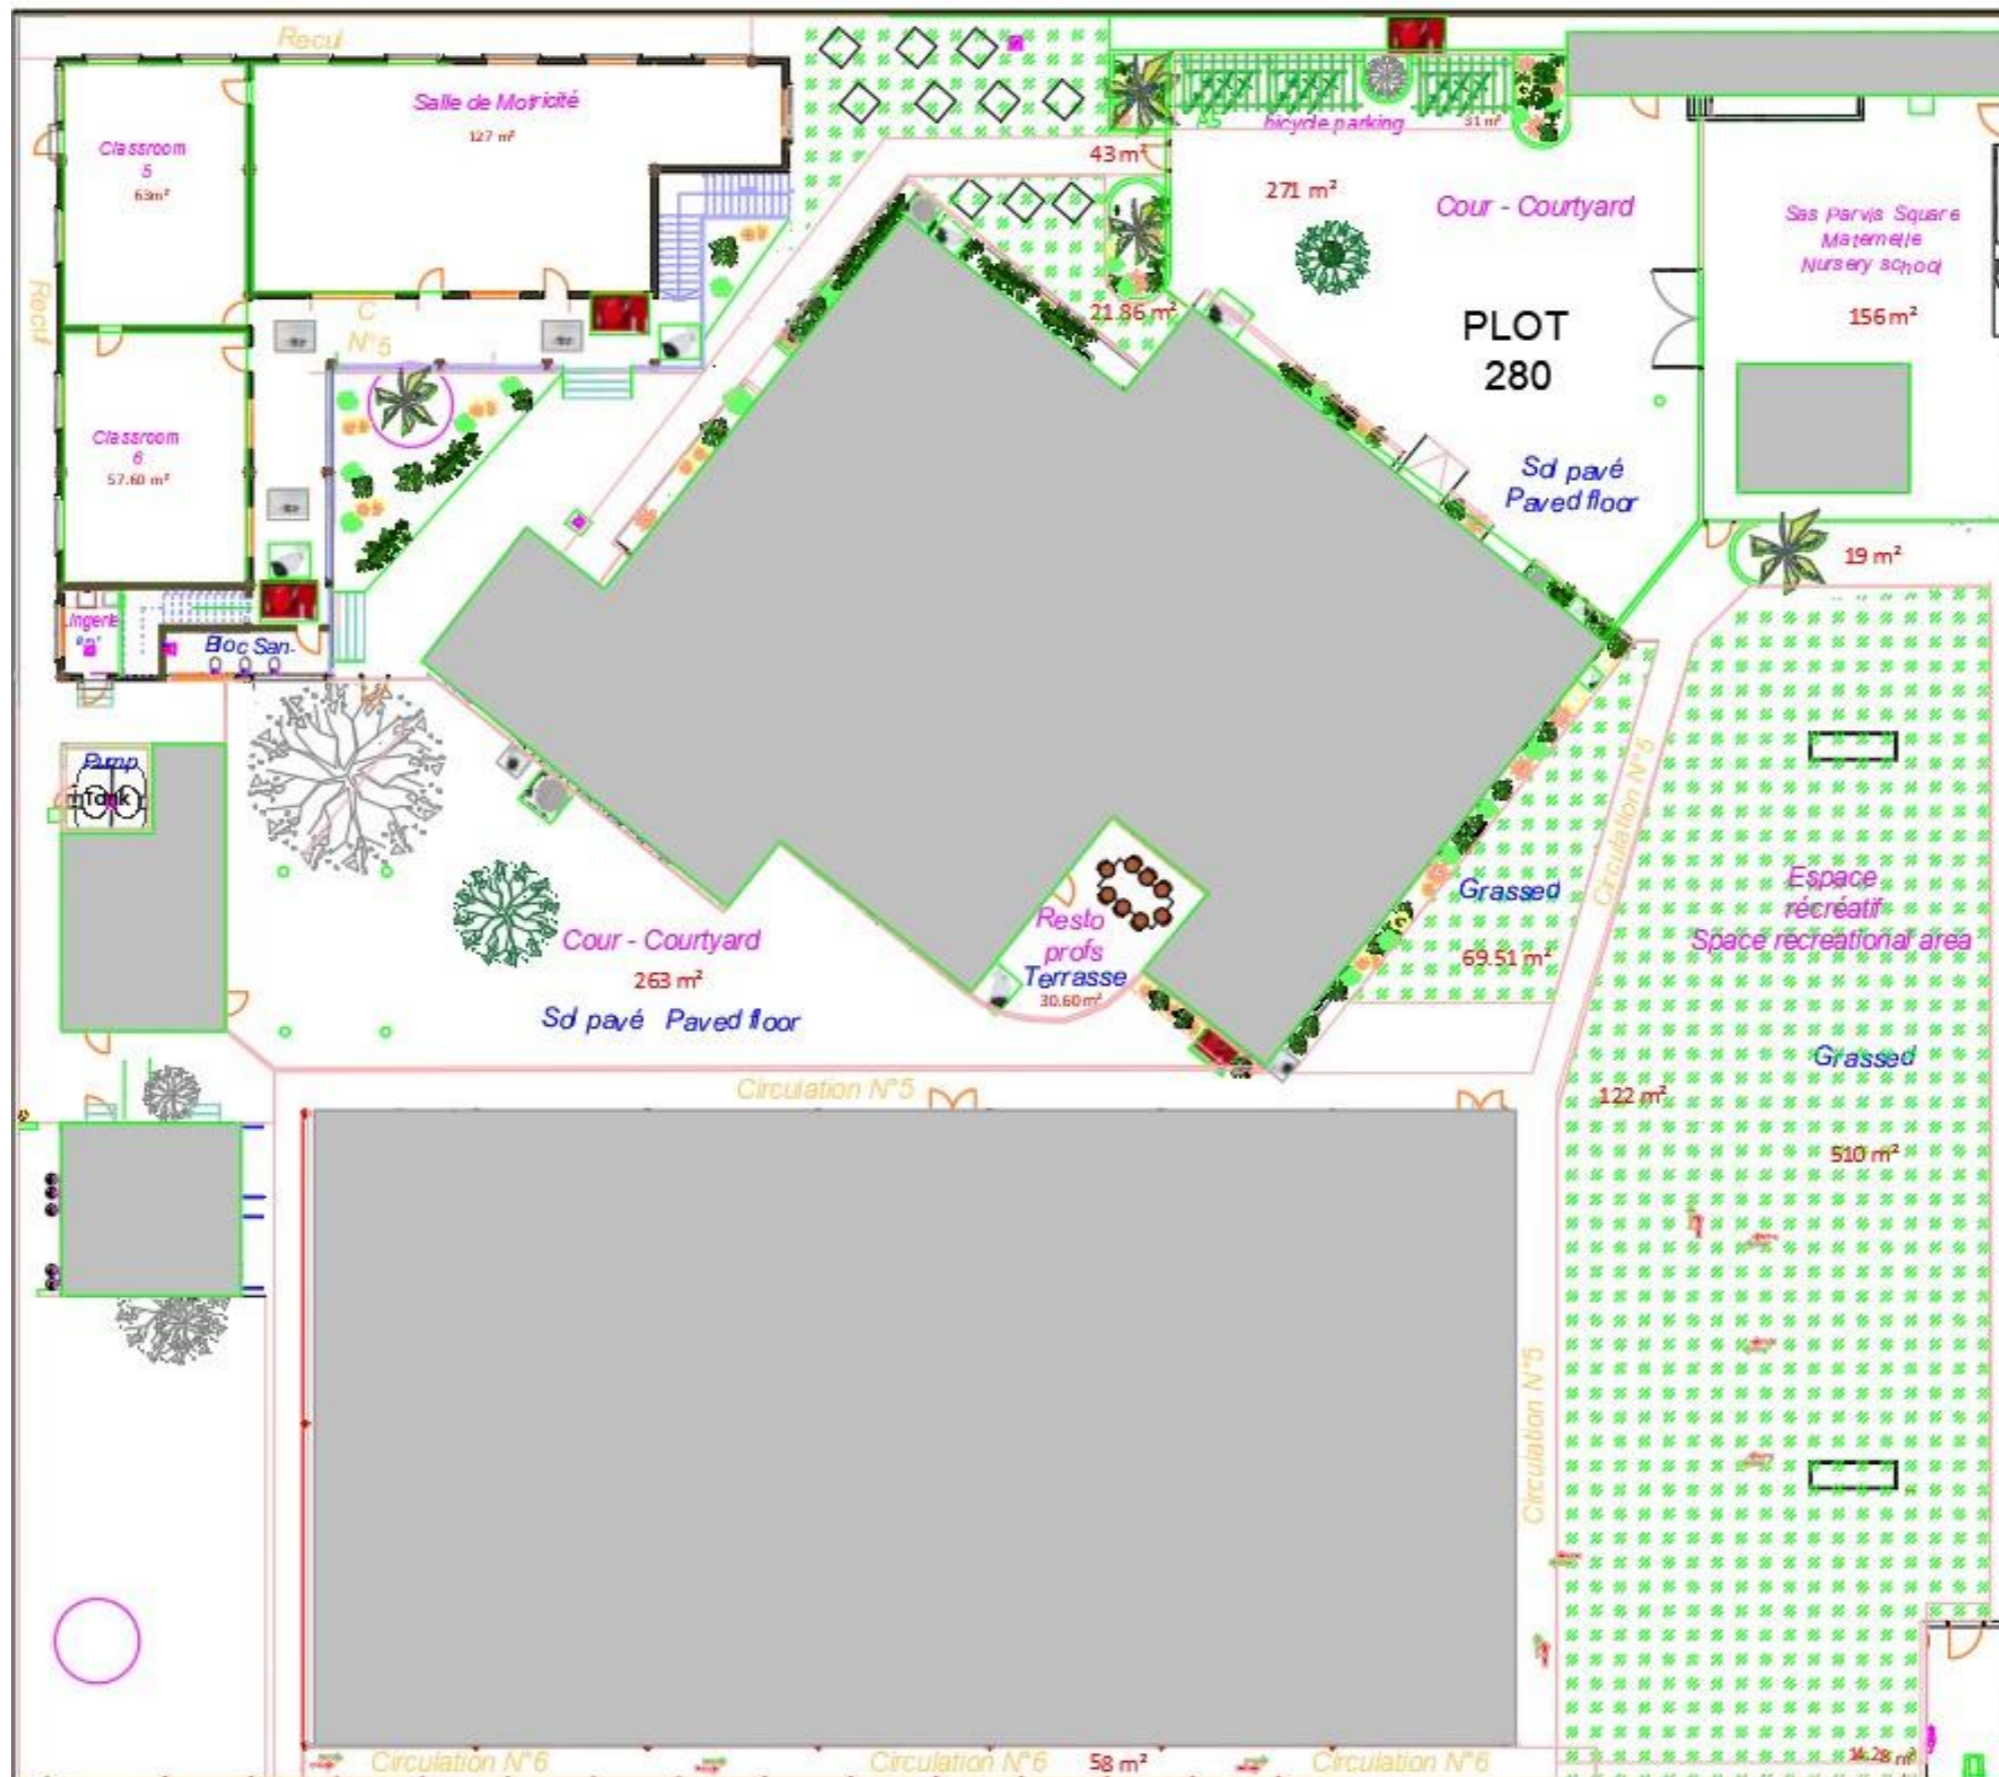 Recul
Salle de Motricité
127 m²
Classroom
5
63m²
bicycle parking
31 m²
43 m²
271 m²
Cour - Courtyard
Sas Parvis Square
Maternelle
Nursery school
156 m²
21.86 m²
PLOT
280
Recul
C
N°5
Classroom
6
57.60 m²
Sol pavé
Paved floor
19 m²
Lingerie
Bloc San.
Pump
Tank
Circulation N°5
Grassed
69.51 m²
Espace
récréatif
Space recreational area
Resto
profs
Terrasse
30.60 m²
Cour - Courtyard
263 m²
Sol pavé Paved floor
Grassed
122 m²
510 m²
Circulation N°5
Circulation N°5
Circulation N°6
Circulation N°6
58 m²
Circulation N°6